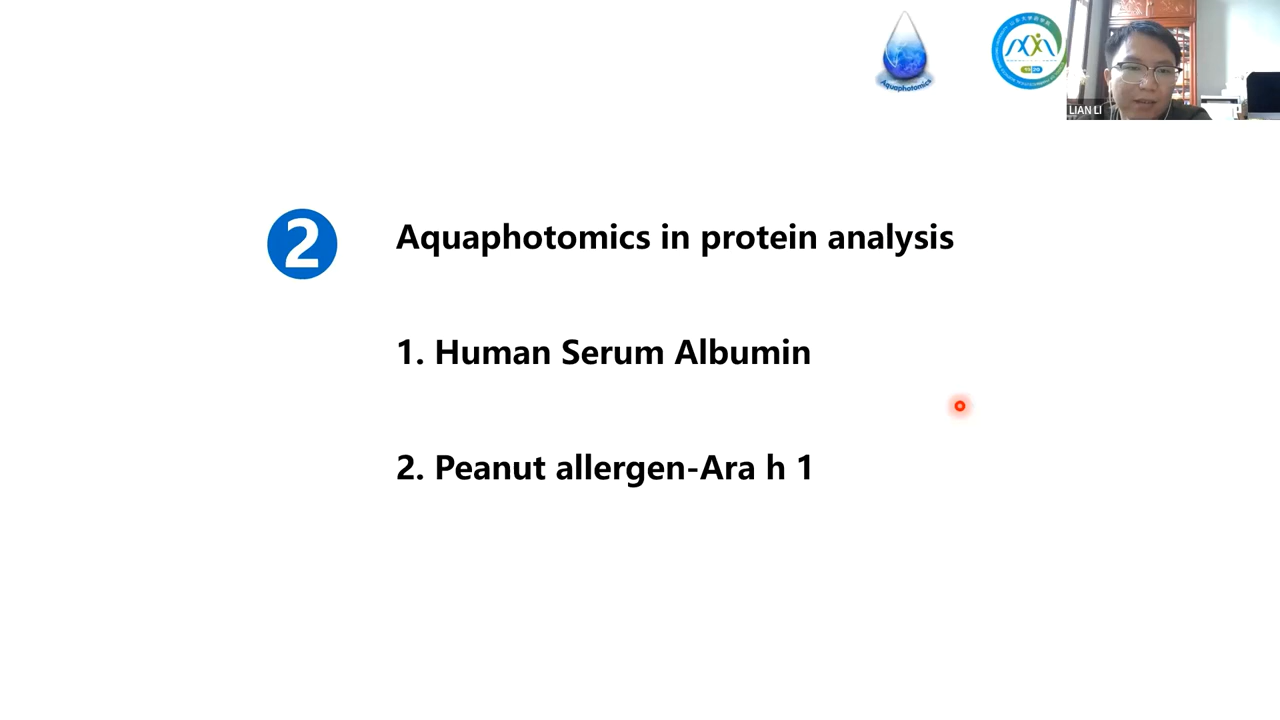 Aquaphotomics
LIAN LI
2
Aquaphotomics in protein analysis
1. Human Serum Albumin
2. Peanut allergen-Ara h 1